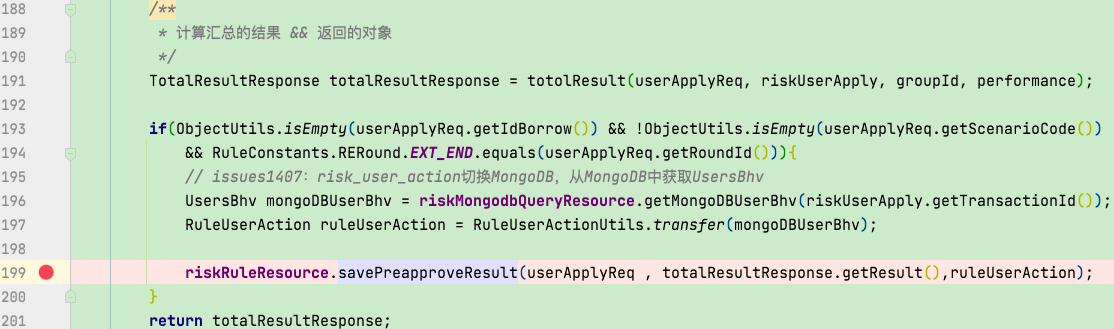 188 /**
189 * 计算汇总的结果 && 返回的对象
190 */
191 TotalResultResponse totalResultResponse = totolResult(userApplyReq, riskUserApply, groupId, performance);
192
193 if(ObjectUtils.isEmpty(userApplyReq.getIdBorrow()) && !ObjectUtils.isEmpty(userApplyReq.getScenarioCode())
194 && RuleConstants.RERound.EXT_END.equals(userApplyReq.getRoundId())){
195 // issues1407：risk_user_action切换MongoDB，从MongoDB中获取UsersBhv
196 UsersBhv mongoDBUserBhv = riskMongodbQueryResource.getMongoDBUserBhv(riskUserApply.getTransactionId());
197 RuleUserAction ruleUserAction = RuleUserActionUtils.transfer(mongoDBUserBhv);
198
199 riskRuleResource.savePreapproveResult(userApplyReq , totalResultResponse.getResult(),ruleUserAction);
200 }
201 return totalResultResponse;